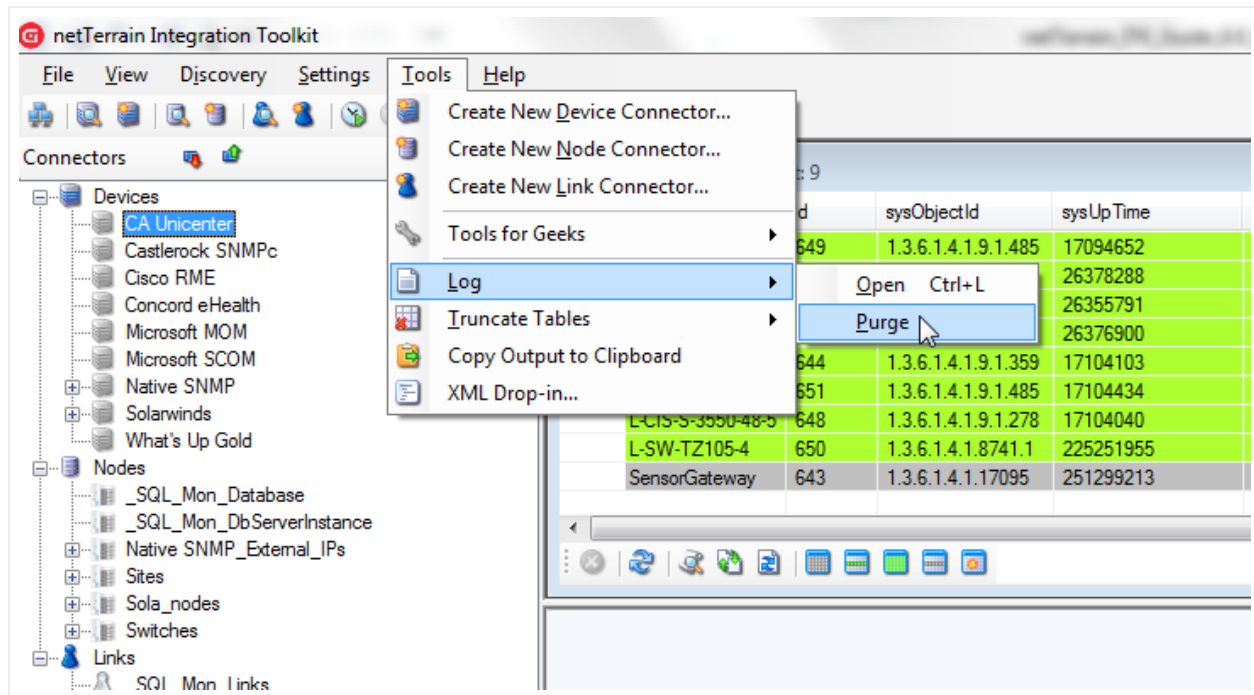 netTerrain Integration Toolkit
File View Discovery Settings Tools Help
Connectors
Devices
CA Unicenter
Castlerock SNMPc
Cisco RME
Concord eHealth
Microsoft MOM
Microsoft SCOM
Native SNMP
Solarwinds
What's Up Gold
Nodes
_SQL_Mon_Database
_SQL_Mon_DbServerInstance
Native SNMP_External_IPs
Sites
Sola_nodes
Switches
Links
_SQL_Mon_Links
Create New Device Connector...
Create New Node Connector...
Create New Link Connector...
Tools for Geeks
Log
Truncate Tables
Copy Output to Clipboard
XML Drop-in...
Open Ctrl+L
Purge
: 9
d sysObjectId sysUpTime
649 1.3.6.1.4.1.9.1.485 17094652
26378288
26355791
26376900
644 1.3.6.1.4.1.9.1.359 17104103
651 1.3.6.1.4.1.9.1.485 17104434
L-CIS-S-3550-48-5 648 1.3.6.1.4.1.9.1.278 17104040
L-SW-TZ105-4 650 1.3.6.1.4.1.8741.1 225251955
SensorGateway 643 1.3.6.1.4.1.17095 251299213